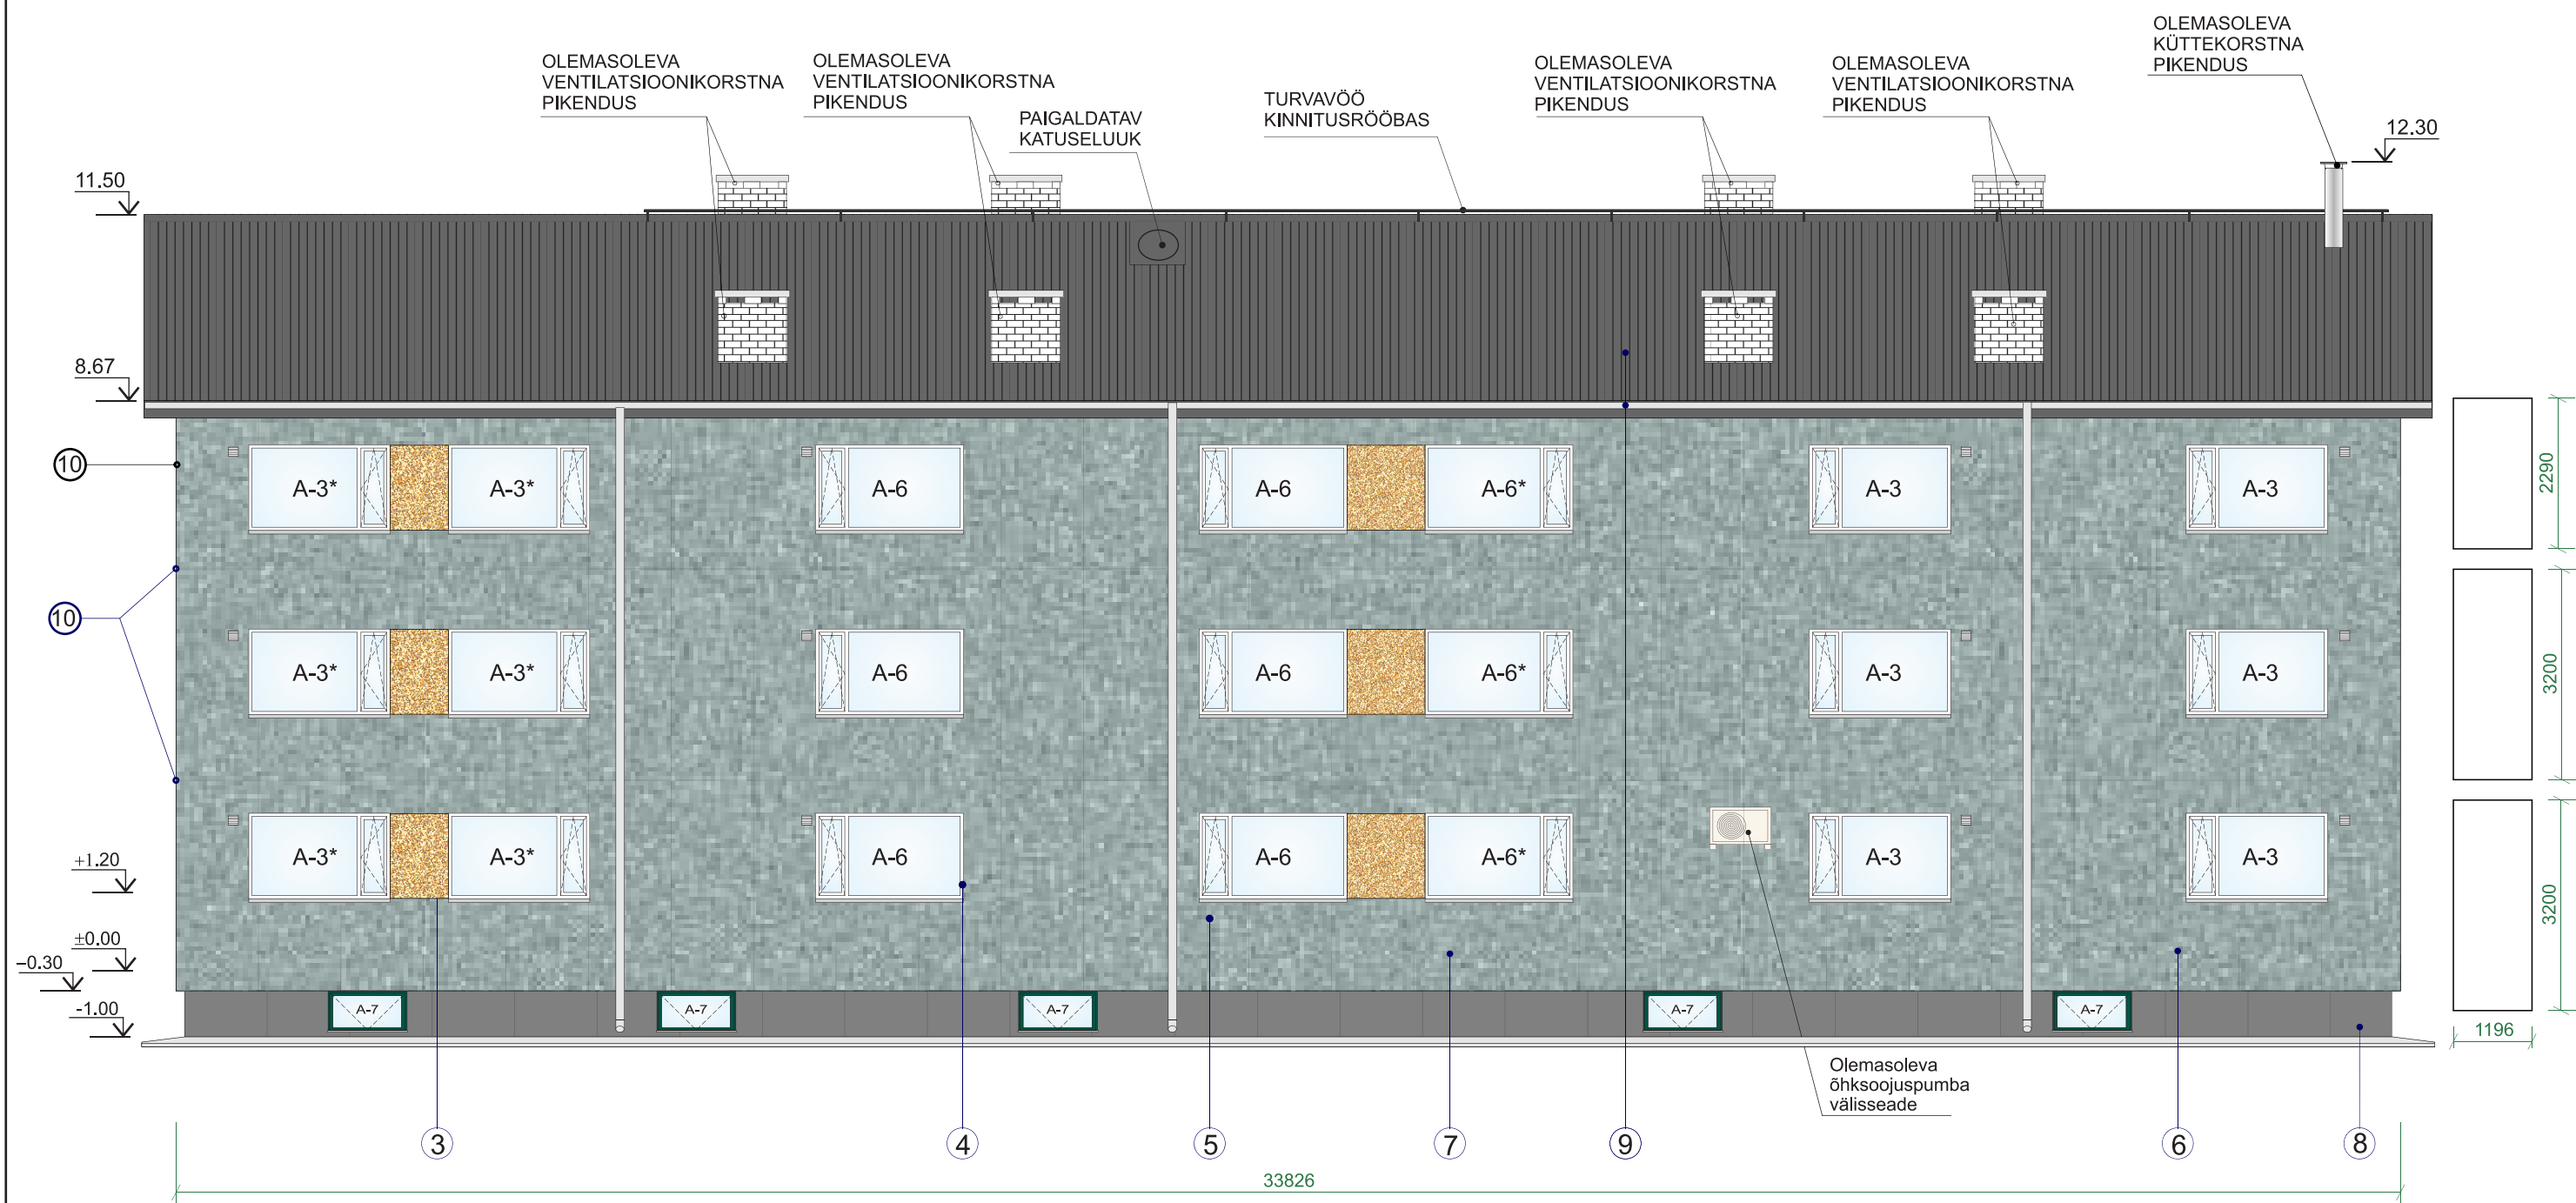 OLEMASOLEVA
VENTILATSIOONIKORSTNA
PIKENDUS
OLEMASOLEVA
VENTILATSIOONIKORSTNA
PIKENDUS
PAIGALDATAV
KATUSELUUK
TURVAVÖÖ
KINNITUSRÖÖBAS
OLEMASOLEVA
VENTILATSIOONIKORSTNA
PIKENDUS
OLEMASOLEVA
VENTILATSIOONIKORSTNA
PIKENDUS
OLEMASOLEVA
KÜTTEKORSTNA
PIKENDUS
12.30
11.50
8.67
10
A-3* A-3* A-6 A-6 A-6* A-3 A-3
2290
10
A-3* A-3* A-6 A-6 A-6* A-3 A-3
3200
A-3* A-3* A-6 A-6 A-6* A-3 A-3
3200
+1.20
±0.00
−0.30
-1.00
A-7 A-7 A-7 A-7 A-7
1196
Olemasoleva
õhksoojuspumba
välisseade
3 4 5 7 9 6 8
33826